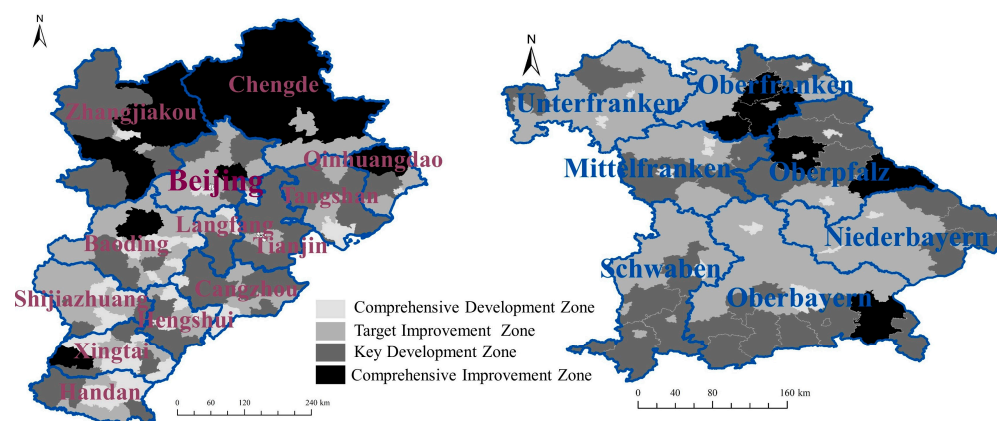 N
Chengde
Zhangjiakou
Qinhuangdao
Beijing
Tangshan
Langfang
Baoding
Tianjin
Cangzhou
Shijiazhuang
Hengshui
Xingtai
Handan
0 60 120 240 km
Comprehensive Development Zone
Target Improvement Zone
Key Development Zone
Comprehensive Improvement Zone
N
Oberfranken
Unterfranken
Mittelfranken
Oberpfalz
Niederbayern
Schwaben
Oberbayern
0 40 80 160 km